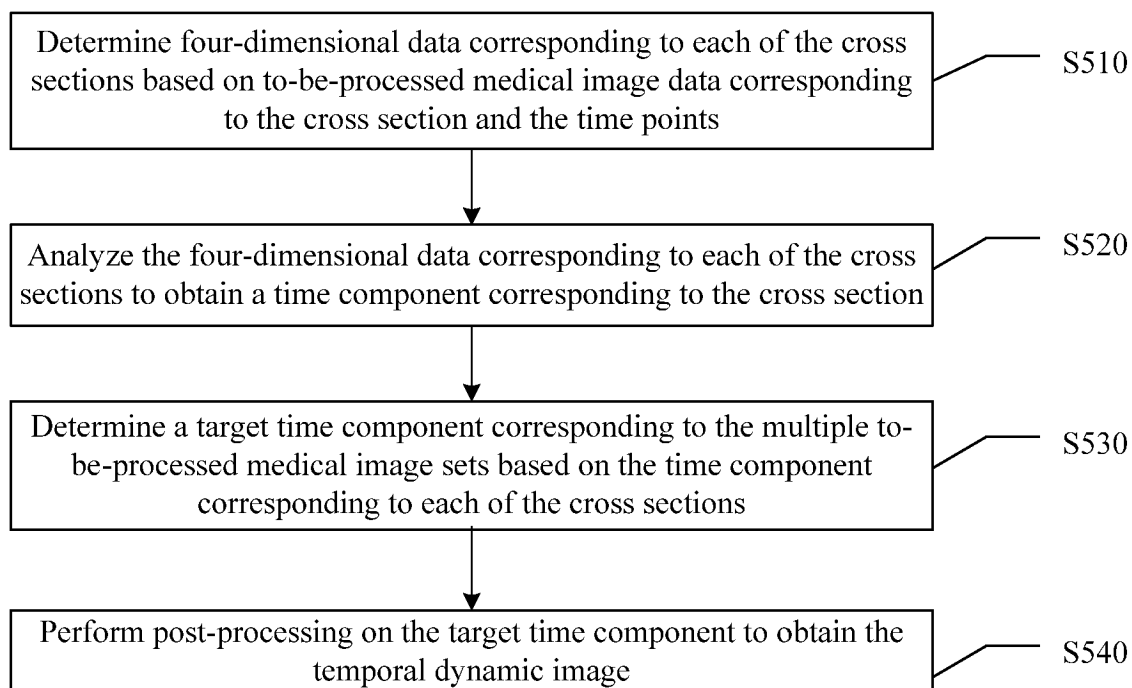 Determine four-dimensional data corresponding to each of the cross
sections based on to-be-processed medical image data corresponding
to the cross section and the time points
S510
Analyze the four-dimensional data corresponding to each of the cross
sections to obtain a time component corresponding to the cross section
S520
Determine a target time component corresponding to the multiple to-
be-processed medical image sets based on the time component
corresponding to each of the cross sections
S530
Perform post-processing on the target time component to obtain the
temporal dynamic image
S540